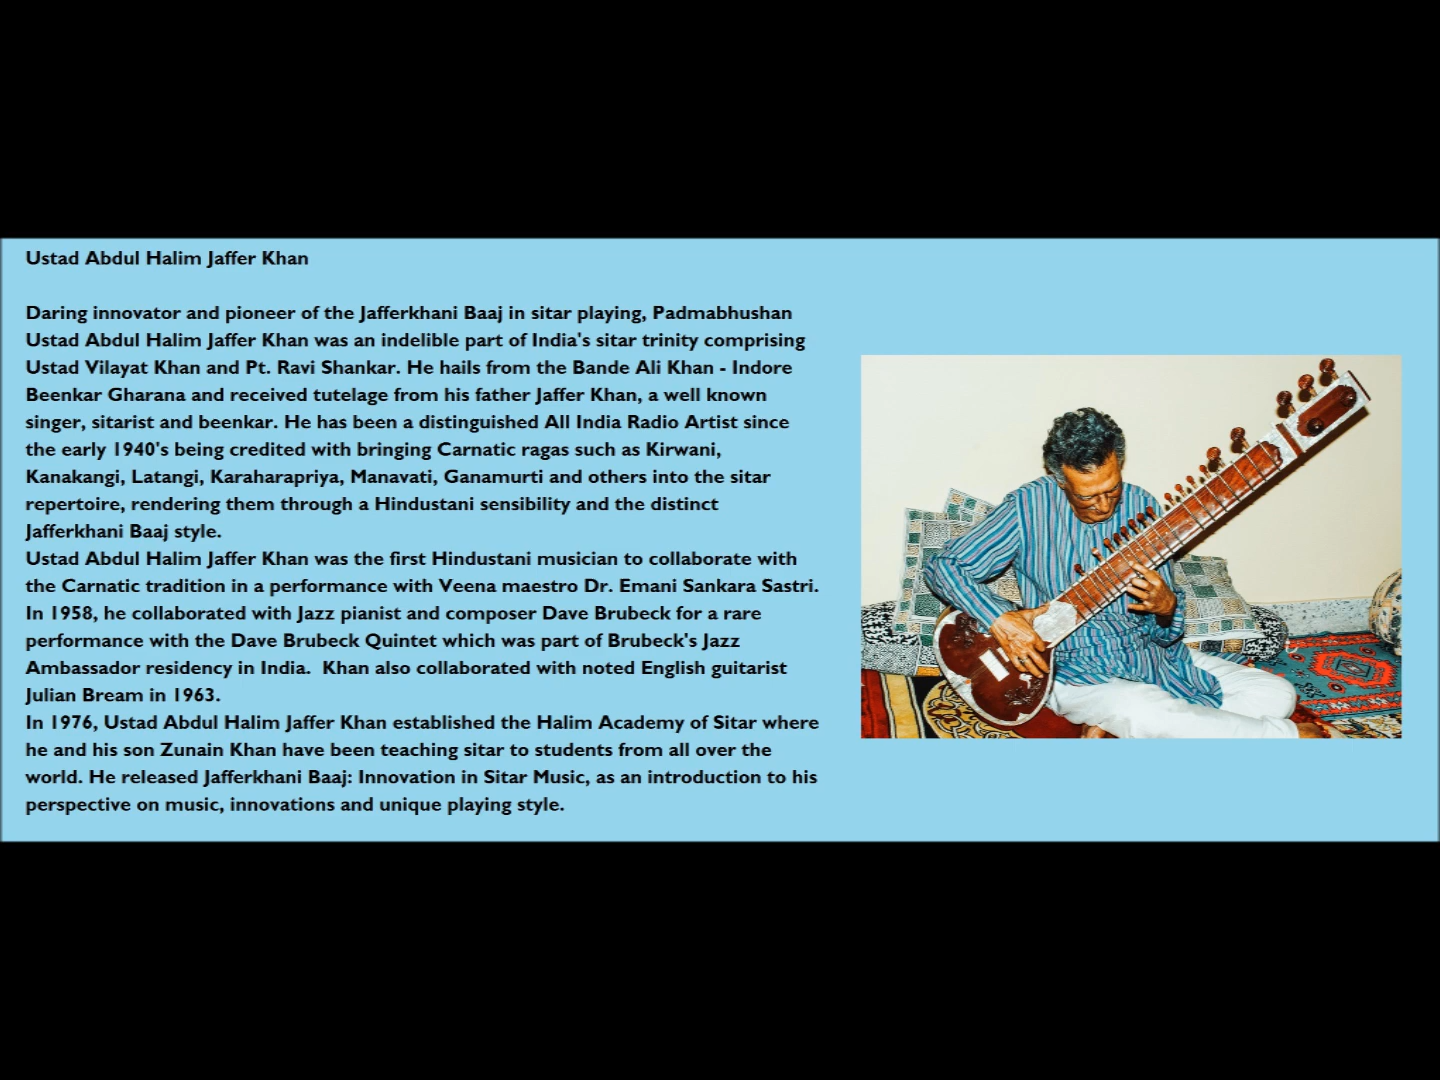 Ustad Abdul Halim Jaffer Khan
Daring innovator and pioneer of the Jafferkhani Baaj in sitar playing, Padmabhushan
Ustad Abdul Halim Jaffer Khan was an indelible part of India's sitar trinity comprising
Ustad Vilayat Khan and Pt. Ravi Shankar. He hails from the Bande Ali Khan - Indore
Beenkar Gharana and received tutelage from his father Jaffer Khan, a well known
singer, sitarist and beenkar. He has been a distinguished All India Radio Artist since
the early 1940's being credited with bringing Carnatic ragas such as Kirwani,
Kanakangi, Latangi, Karaharapriya, Manavati, Ganamurti and others into the sitar
repertoire, rendering them through a Hindustani sensibility and the distinct
Jafferkhani Baaj style.
Ustad Abdul Halim Jaffer Khan was the first Hindustani musician to collaborate with
the Carnatic tradition in a performance with Veena maestro Dr. Emani Sankara Sastri.
In 1958, he collaborated with Jazz pianist and composer Dave Brubeck for a rare
performance with the Dave Brubeck Quintet which was part of Brubeck's Jazz
Ambassador residency in India.  Khan also collaborated with noted English guitarist
Julian Bream in 1963.
In 1976, Ustad Abdul Halim Jaffer Khan established the Halim Academy of Sitar where
he and his son Zunain Khan have been teaching sitar to students from all over the
world. He released Jafferkhani Baaj: Innovation in Sitar Music, as an introduction to his
perspective on music, innovations and unique playing style.